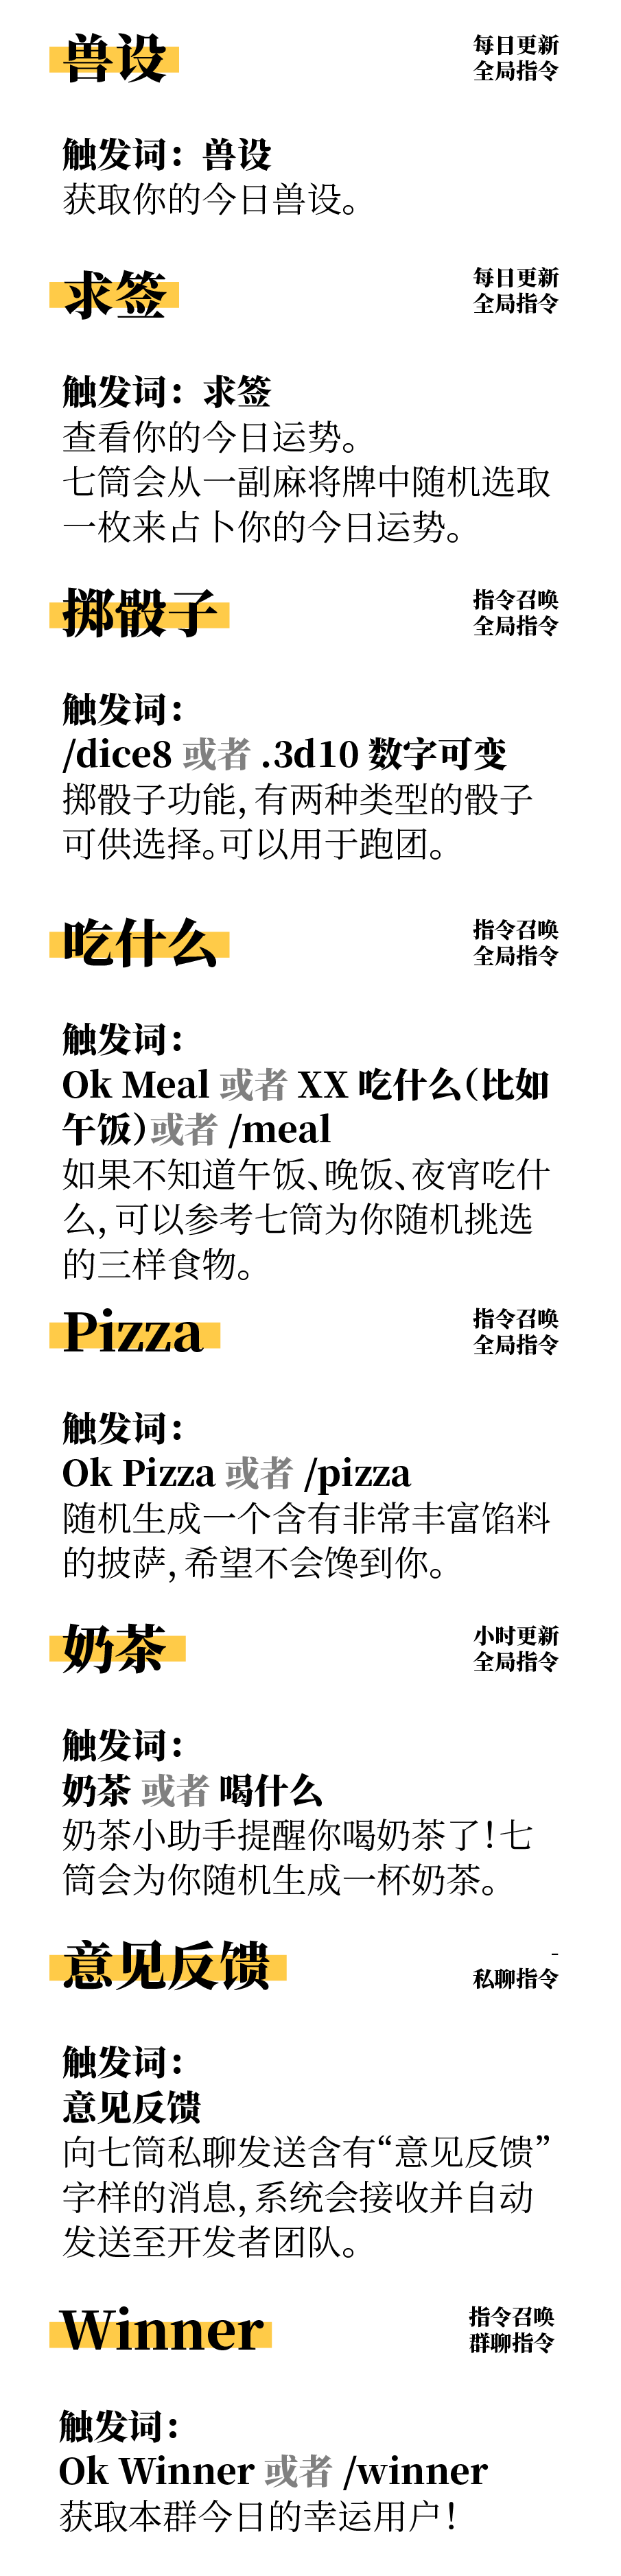 兽设
每日更新
全局指令
触发词：兽设
获取你的今日兽设。
求签
每日更新
全局指令
触发词：求签
查看你的今日运势。
七筒会从一副麻将牌中随机选取
一枚来占卜你的今日运势。
掷骰子
指令召唤
全局指令
触发词：
/dice8 或者 .3d10 数字可变
掷骰子功能，有两种类型的骰子
可供选择。可以用于跑团。
吃什么
指令召唤
全局指令
触发词：
Ok Meal 或者 XX 吃什么（比如
午饭）或者 /meal
如果不知道午饭、晚饭、夜宵吃什
么，可以参考七筒为你随机挑选
的三样食物。
Pizza
指令召唤
全局指令
触发词：
Ok Pizza 或者 /pizza
随机生成一个含有非常丰富馅料
的披萨，希望不会馋到你。
奶茶
小时更新
全局指令
触发词：
奶茶 或者 喝什么
奶茶小助手提醒你喝奶茶了！七
筒会为你随机生成一杯奶茶。
意见反馈
-
私聊指令
触发词：
意见反馈
向七筒私聊发送含有“意见反馈”
字样的消息，系统会接收并自动
发送至开发者团队。
Winner
指令召唤
群聊指令
触发词：
Ok Winner 或者 /winner
获取本群今日的幸运用户！